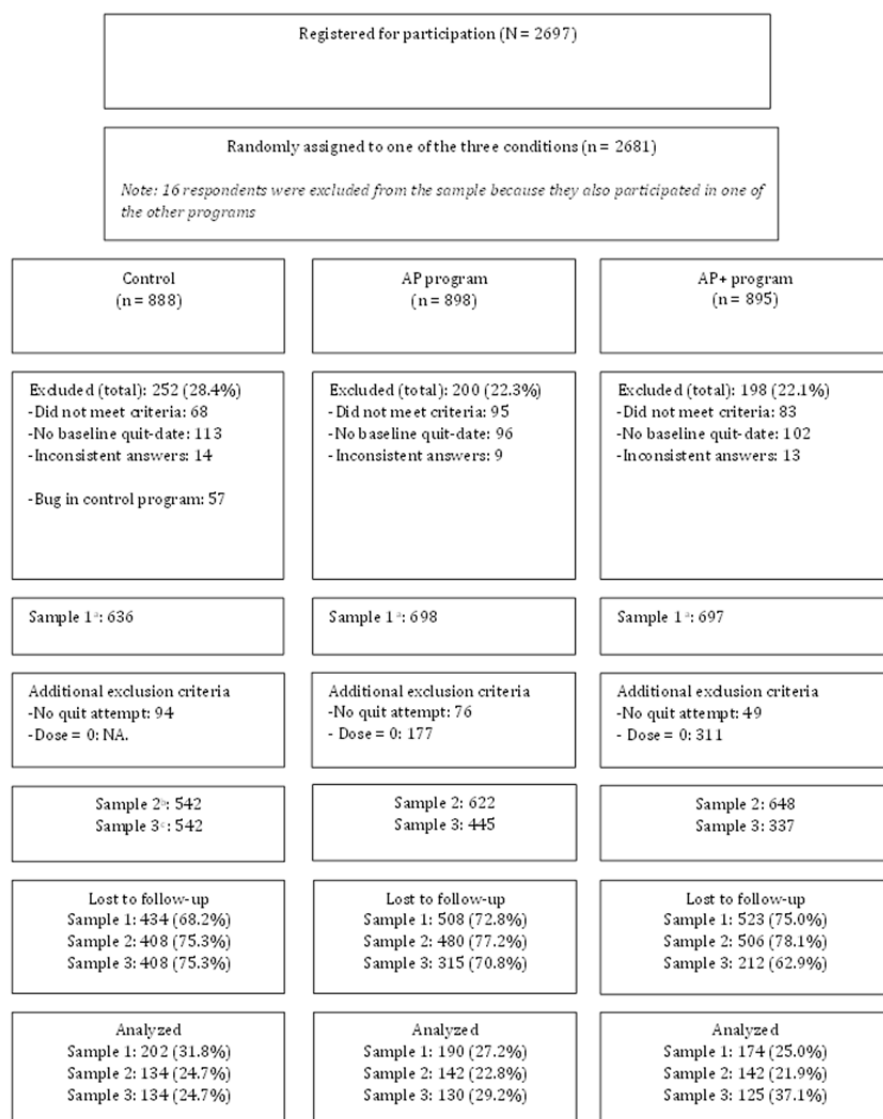 Registered for participation (N = 2697)
Randomly assigned to one of the three conditions (n = 2681)
Note: 16 respondents were excluded from the sample because they also participated in one of
the other programs
Control
(n = 888)
AP program
(n = 898)
AP+ program
(n = 895)
Excluded (total): 252 (28.4%)
-Did not meet criteria: 68
-No baseline quit-date: 113
-Inconsistent answers: 14
-Bug in control program: 57
Excluded (total): 200 (22.3%)
-Did not meet criteria: 95
-No baseline quit-date: 96
-Inconsistent answers: 9
Excluded (total): 198 (22.1%)
-Did not meet criteria: 83
-No baseline quit-date: 102
-Inconsistent answers: 13
Sample 1ᵃ: 636
Sample 1ᵃ: 698
Sample 1ᵃ: 697
Additional exclusion criteria
-No quit attempt: 94
-Dose = 0: NA.
Additional exclusion criteria
-No quit attempt: 76
- Dose = 0: 177
Additional exclusion criteria
-No quit attempt: 49
- Dose = 0: 311
Sample 2ᵇ: 542
Sample 3ᶜ: 542
Sample 2: 622
Sample 3: 445
Sample 2: 648
Sample 3: 337
Lost to follow-up
Sample 1: 434 (68.2%)
Sample 2: 408 (75.3%)
Sample 3: 408 (75.3%)
Lost to follow-up
Sample 1: 508 (72.8%)
Sample 2: 480 (77.2%)
Sample 3: 315 (70.8%)
Lost to follow-up
Sample 1: 523 (75.0%)
Sample 2: 506 (78.1%)
Sample 3: 212 (62.9%)
Analyzed
Sample 1: 202 (31.8%)
Sample 2: 134 (24.7%)
Sample 3: 134 (24.7%)
Analyzed
Sample 1: 190 (27.2%)
Sample 2: 142 (22.8%)
Sample 3: 130 (29.2%)
Analyzed
Sample 1: 174 (25.0%)
Sample 2: 142 (21.9%)
Sample 3: 125 (37.1%)